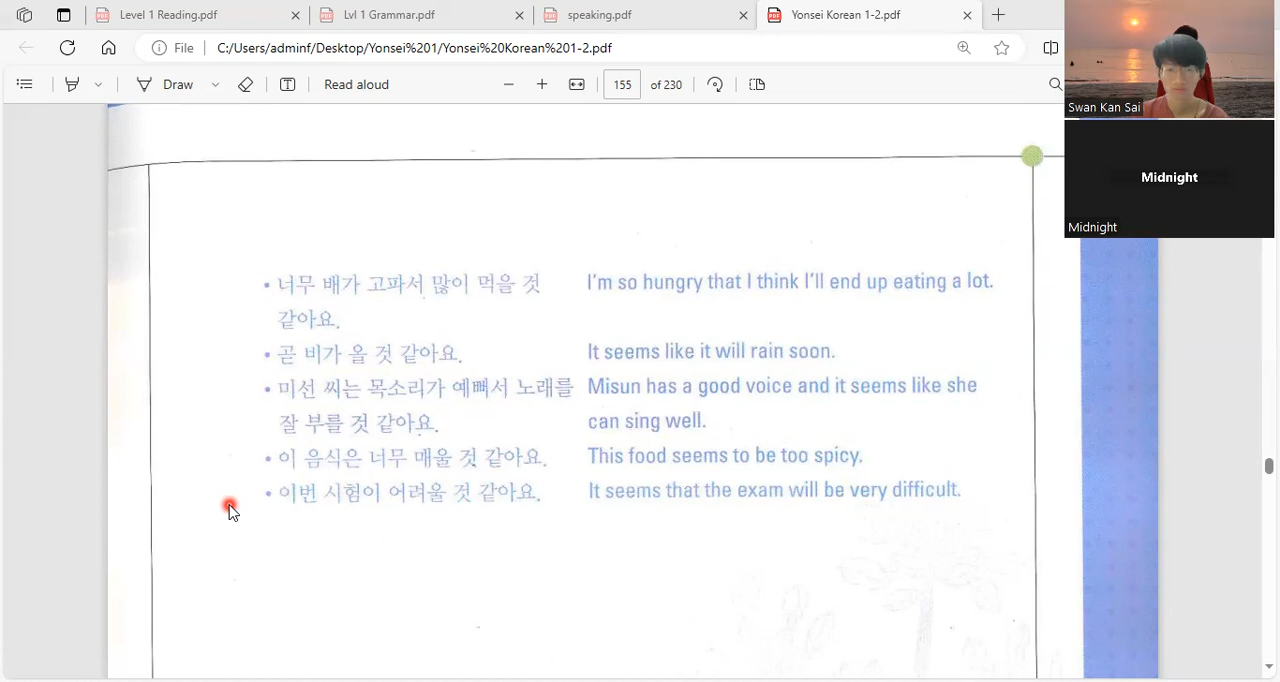 Level 1 Reading.pdf
Lvl 1 Grammar.pdf
speaking.pdf
Yonsei Korean 1-2.pdf
File
C:/Users/adminf/Desktop/Yonsei%201/Yonsei%20Korean%201-2.pdf
Draw
Read aloud
155 of 230
Swan Kan Sai
Midnight
Midnight
• 너무 배가 고파서 많이 먹을 것 I'm so hungry that I think I'll end up eating a lot.
같아요.
• 곧 비가 올 것 같아요. It seems like it will rain soon.
• 미선 씨는 목소리가 예뻐서 노래를 Misun has a good voice and it seems like she
잘 부를 것 같아요. can sing well.
• 이 음식은 너무 매울 것 같아요. This food seems to be too spicy.
• 이번 시험이 어려울 것 같아요. It seems that the exam will be very difficult.